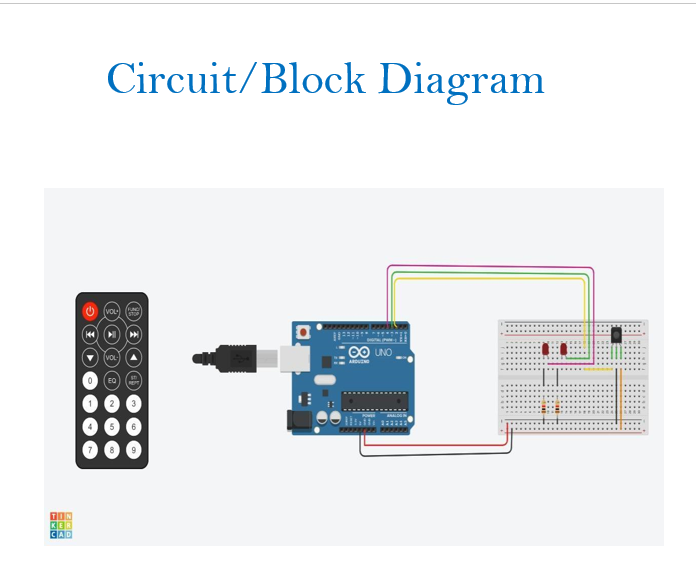 Circuit/Block Diagram
VOL+
FUNC/
STOP
VOL-
0
EQ
ST/
REPT
1
2
3
4
5
6
7
8
9
DIGITAL (PWM~)
UNO
ARDUINO
POWER
ANALOG IN
TIN
KER
CAD